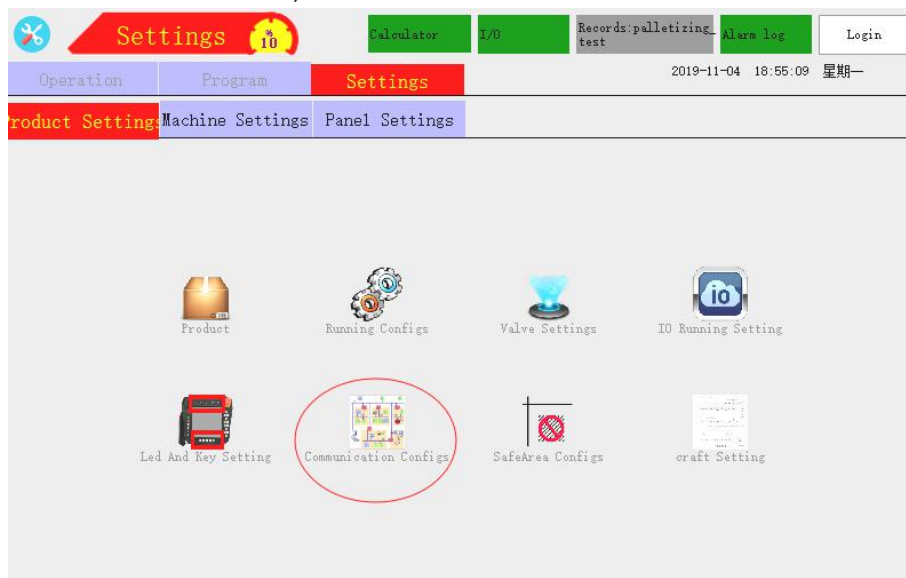 Settings
%
10
Calculator
I/O
Records:palletizing_
test
Alarm log
Login
Operation
Program
Settings
2019-11-04 18:55:09 星期一
Product Settings
Machine Settings
Panel Settings
io
Product
Running Configs
Valve Settings
IO Running Setting
Led And Key Setting
Communication Configs
SafeArea Configs
craft Setting